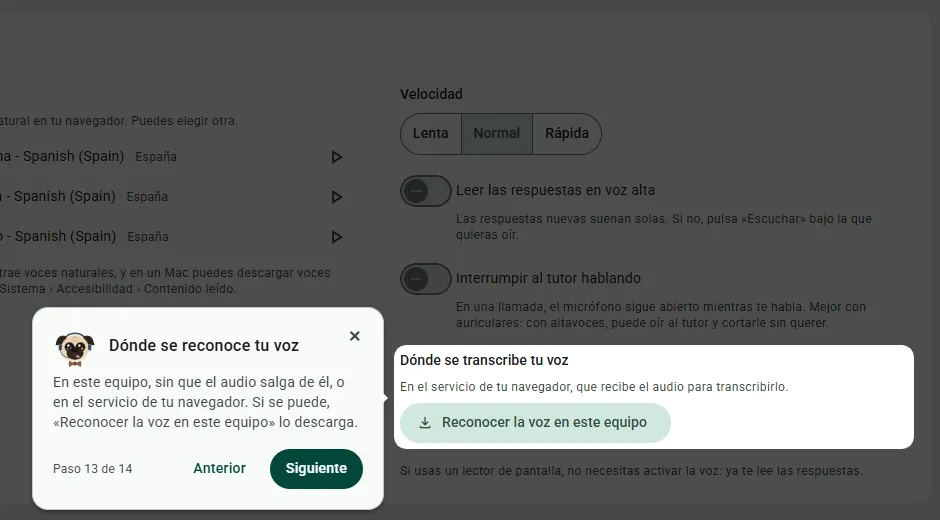 atural en tu navegador. Puedes elegir otra.
na - Spanish (Spain) · España
a - Spanish (Spain) · España
o - Spanish (Spain) · España
trae voces naturales, y en un Mac puedes descargar voces
Sistema › Accesibilidad › Contenido leído.
Velocidad
Lenta
Normal
Rápida
Leer las respuestas en voz alta
Las respuestas nuevas suenan solas. Si no, pulsa «Escuchar» bajo la que
quieras oír.
Interrumpir al tutor hablando
En una llamada, el micrófono sigue abierto mientras te habla. Mejor con
auriculares: con altavoces, puede oír al tutor y cortarle sin querer.
Dónde se transcribe tu voz
En el servicio de tu navegador, que recibe el audio para transcribirlo.
Reconocer la voz en este equipo
Si usas un lector de pantalla, no necesitas activar la voz: ya te lee las respuestas.
Dónde se reconoce tu voz
En este equipo, sin que el audio salga de él, o
en el servicio de tu navegador. Si se puede,
«Reconocer la voz en este equipo» lo descarga.
Paso 13 de 14
Anterior
Siguiente